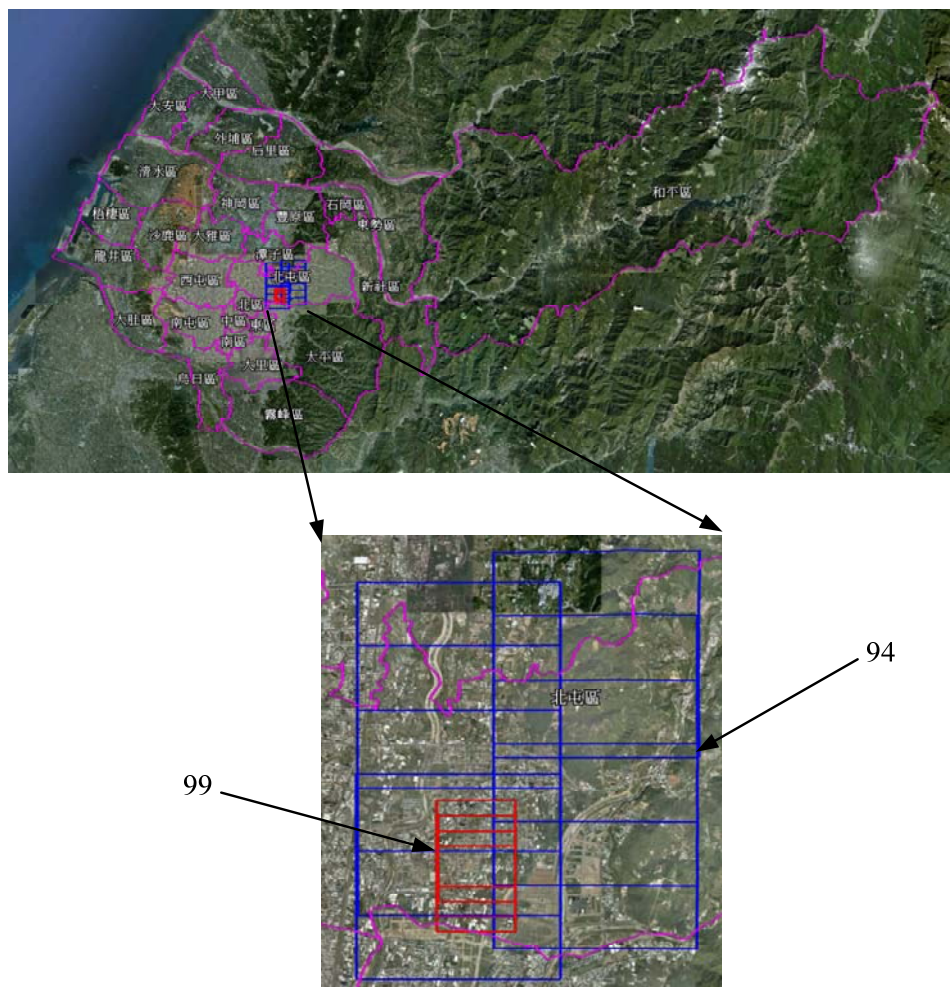 大甲區
大安區
外埔區
后里區
清水區
和平區
神岡區
石岡區
梧棲區
豐原區
東勢區
沙鹿區
大雅區
龍井區
潭子區
北屯區
西屯區
新社區
北區
大肚區
南屯區
中區
東區
南區
太平區
大里區
烏日區
霧峰區
北屯區
94
99